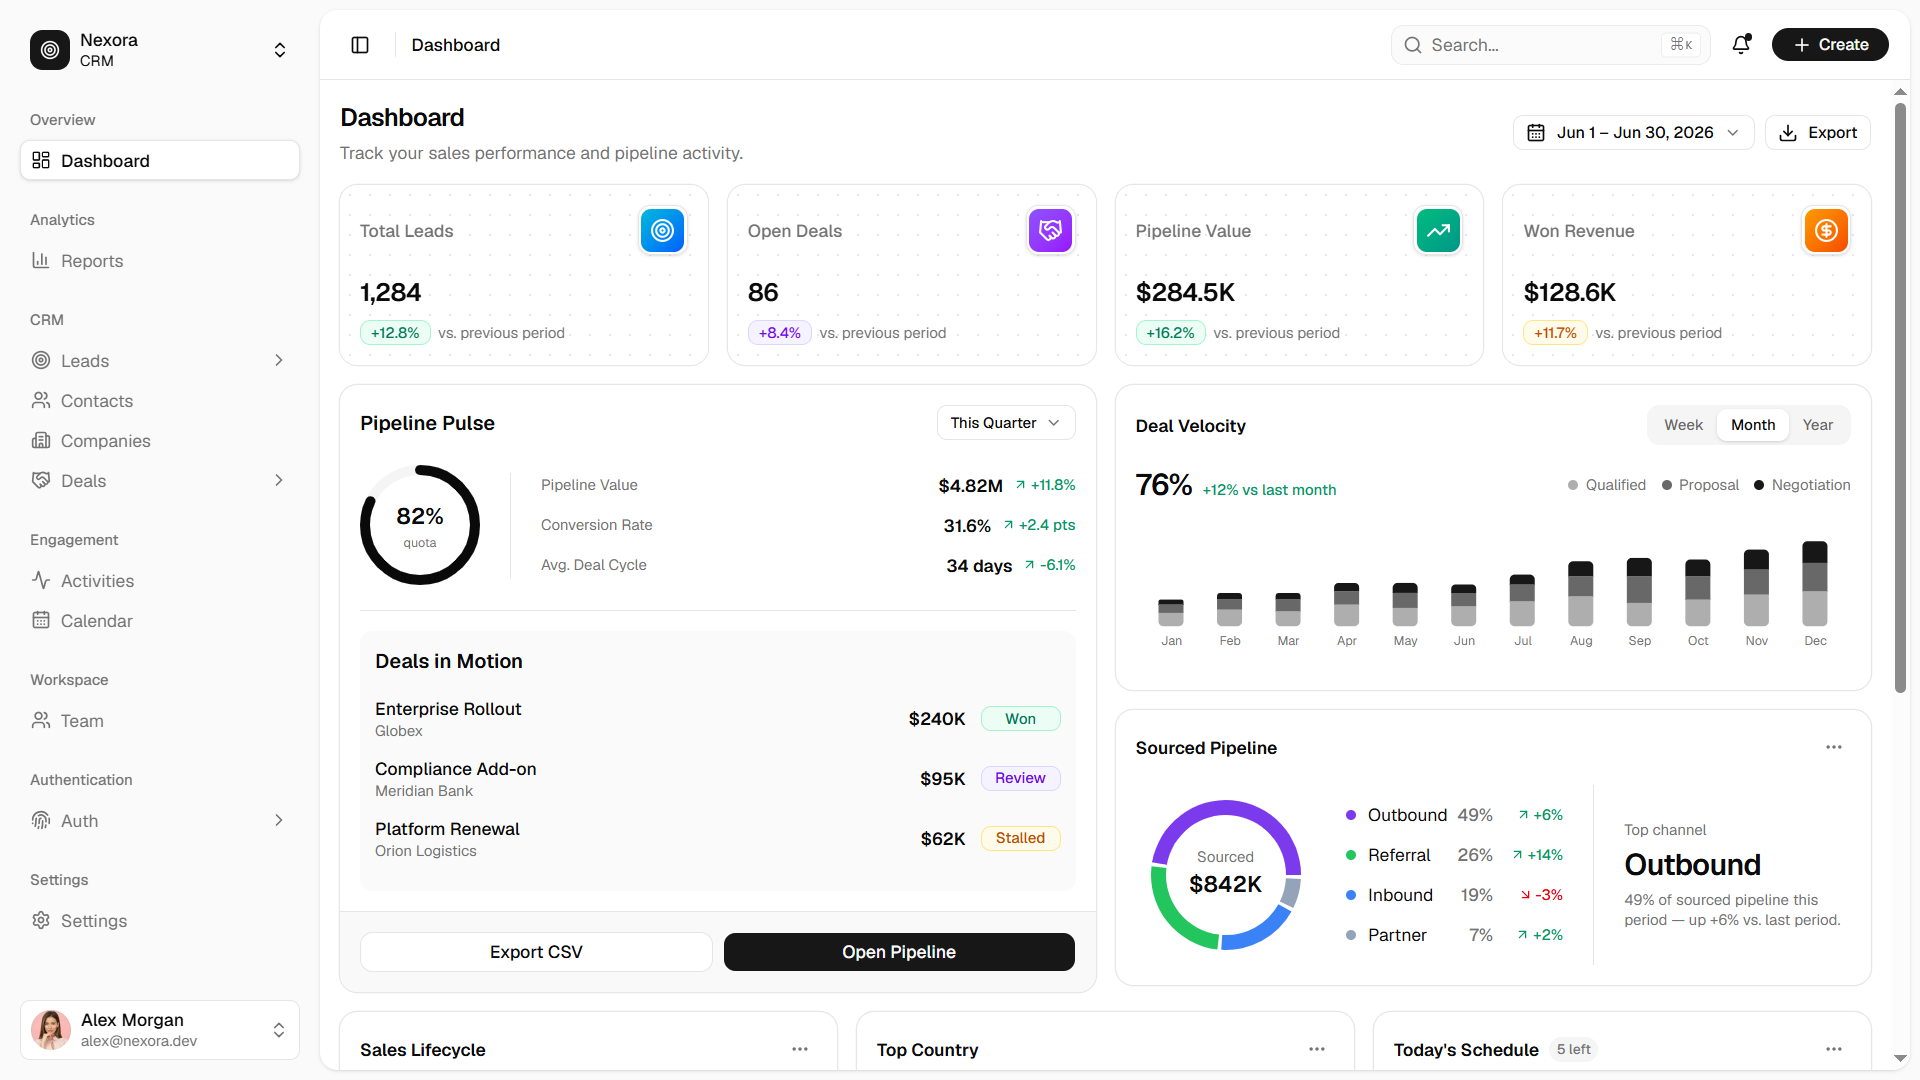 Nexora
CRM
Overview
Dashboard
Analytics
Reports
CRM
Leads
Contacts
Companies
Deals
Engagement
Activities
Calendar
Workspace
Team
Authentication
Auth
Settings
Settings
Alex Morgan
alex@nexora.dev
Dashboard
Search...
⌘K
Create
Dashboard
Track your sales performance and pipeline activity.
Jun 1 – Jun 30, 2026
Export
Total Leads
1,284
+12.8% vs. previous period
Open Deals
86
+8.4% vs. previous period
Pipeline Value
$284.5K
+16.2% vs. previous period
Won Revenue
$128.6K
+11.7% vs. previous period
Pipeline Pulse
This Quarter
82%
quota
Pipeline Value $4.82M +11.8%
Conversion Rate 31.6% +2.4 pts
Avg. Deal Cycle 34 days -6.1%
Deals in Motion
Enterprise Rollout
Globex
$240K Won
Compliance Add-on
Meridian Bank
$95K Review
Platform Renewal
Orion Logistics
$62K Stalled
Export CSV
Open Pipeline
Deal Velocity
Week Month Year
76% +12% vs last month
Qualified Proposal Negotiation
Jan Feb Mar Apr May Jun Jul Aug Sep Oct Nov Dec
Sourced Pipeline
Sourced
$842K
Outbound 49% +6%
Referral 26% +14%
Inbound 19% -3%
Partner 7% +2%
Top channel
Outbound
49% of sourced pipeline this
period — up +6% vs. last period.
Sales Lifecycle
Top Country
Today's Schedule 5 left